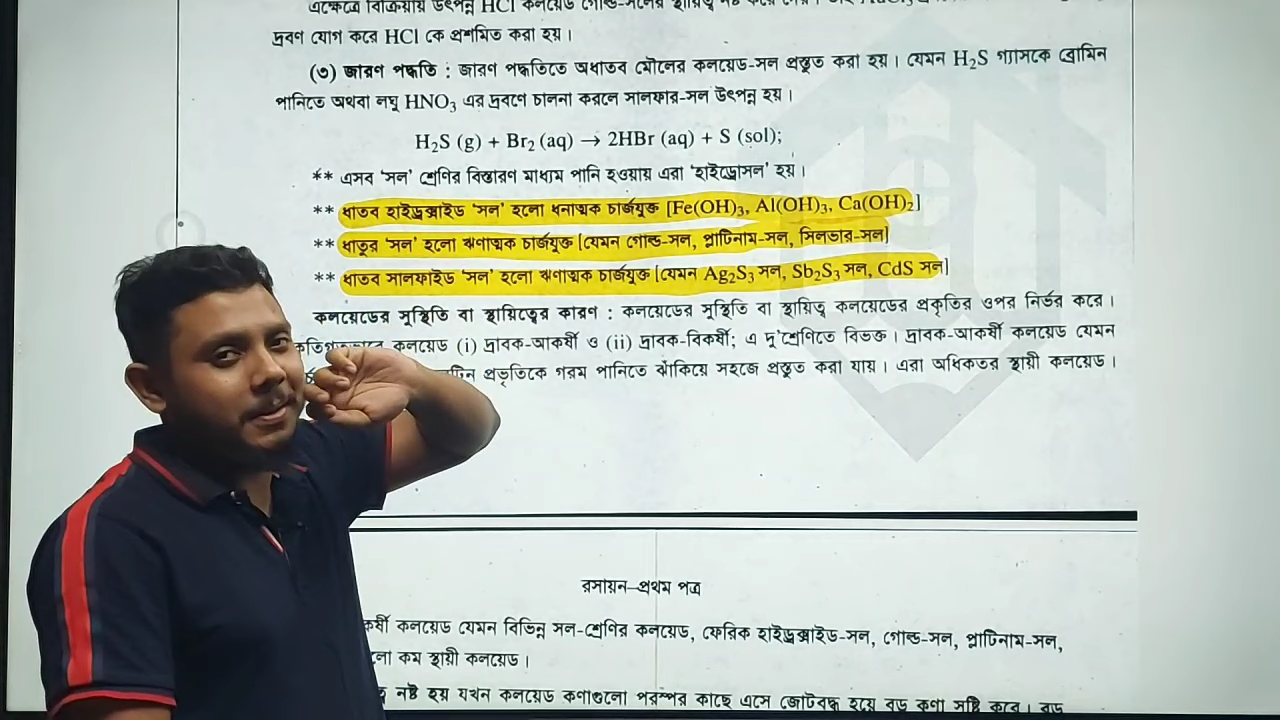 এক্ষেত্রে বিক্রিয়ায় উৎপন্ন HCl কলয়েড গোল্ড-সলের স্থায়িত্ব নষ্ট করে
দ্রবণ যোগ করে HCl কে প্রশমিত করা হয়।
(৩) জারণ পদ্ধতি : জারণ পদ্ধতিতে অধাতব মৌলের কলয়েড-সল প্রস্তুত করা হয়। যেমন H₂S গ্যাসকে ব্রোমিন
পানিতে অথবা লঘু HNO₃ এর দ্রবণে চালনা করলে সালফার-সল উৎপন্ন হয়।
H₂S (g) + Br₂ (aq) → 2HBr (aq) + S (sol);
** এসব 'সল' শ্রেণির বিস্তারণ মাধ্যম পানি হওয়ায় এরা 'হাইড্রোসল' হয়।
** ধাতব হাইড্রক্সাইড 'সল' হলো ধনাত্মক চার্জযুক্ত [Fe(OH)₃, Al(OH)₃, Ca(OH)₂]
** ধাতুর 'সল' হলো ঋণাত্মক চার্জযুক্ত [যেমন গোল্ড-সল, প্লাটিনাম-সল, সিলভার-সল]
** ধাতব সালফাইড 'সল' হলো ঋণাত্মক চার্জযুক্ত [যেমন Ag₂S₃ সল, Sb₂S₃ সল, CdS সল]
কলয়েডের সুস্থিতি বা স্থায়িত্বের কারণ : কলয়েডের সুস্থিতি বা স্থায়িত্ব কলয়েডের প্রকৃতির ওপর নির্ভর করে।
কলয়েড (i) দ্রাবক-আকর্ষী ও (ii) দ্রাবক-বিকর্ষী; এ দু'শ্রেণিতে বিভক্ত। দ্রাবক-আকর্ষী কলয়েড যেমন
প্রভৃতিকে গরম পানিতে ঝাঁকিয়ে সহজে প্রস্তুত করা যায়। এরা অধিকতর স্থায়ী কলয়েড।
রসায়ন—প্রথম পত্র
কর্ষী কলয়েড যেমন বিভিন্ন সল-শ্রেণির কলয়েড, ফেরিক হাইড্রক্সাইড-সল, গোল্ড-সল, প্লাটিনাম-সল,
লো কম স্থায়ী কলয়েড।
নষ্ট হয় যখন কলয়েড কণাগুলো পরস্পর কাছে এসে জোটবদ্ধ হয়ে বড় কণা সৃষ্টি করে। বড়